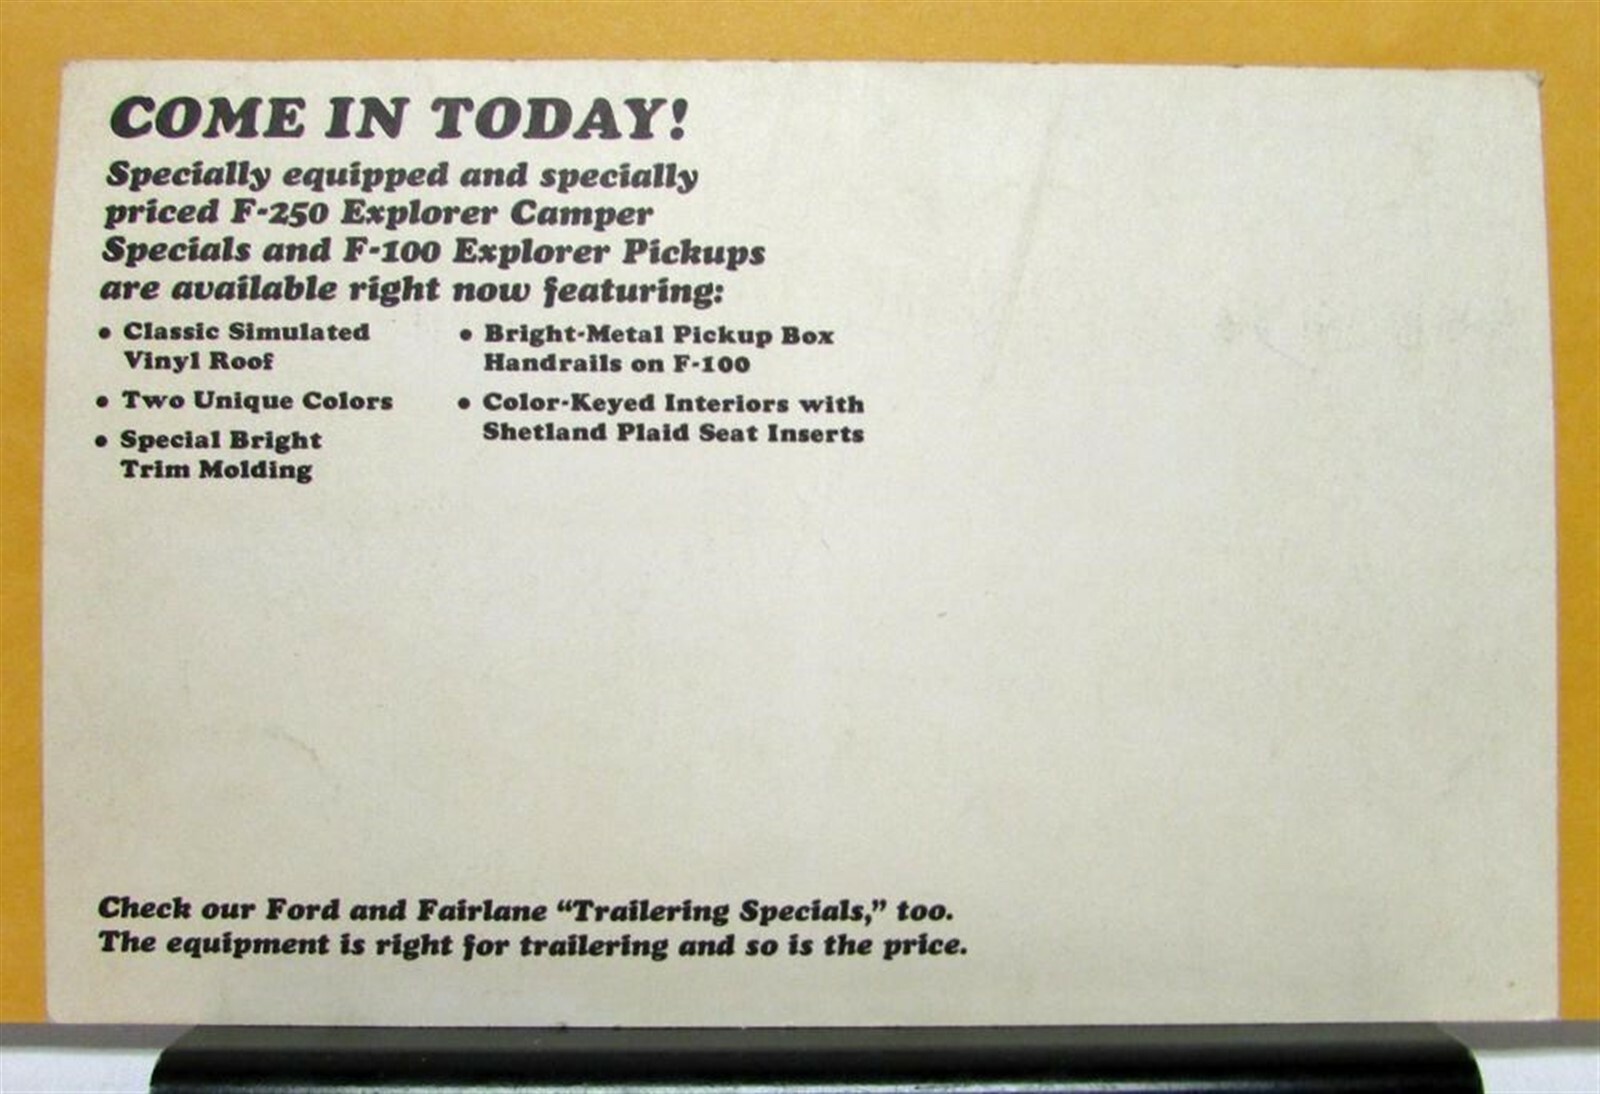 COME IN TODAY!
Specially equipped and specially
priced F-250 Explorer Camper
Specials and F-100 Explorer Pickups
are available right now featuring:
• Classic Simulated
Vinyl Roof
• Two Unique Colors
• Special Bright
Trim Molding
• Bright-Metal Pickup Box
Handrails on F-100
• Color-Keyed Interiors with
Shetland Plaid Seat Inserts
Check our Ford and Fairlane “Trailering Specials,” too.
The equipment is right for trailering and so is the price.